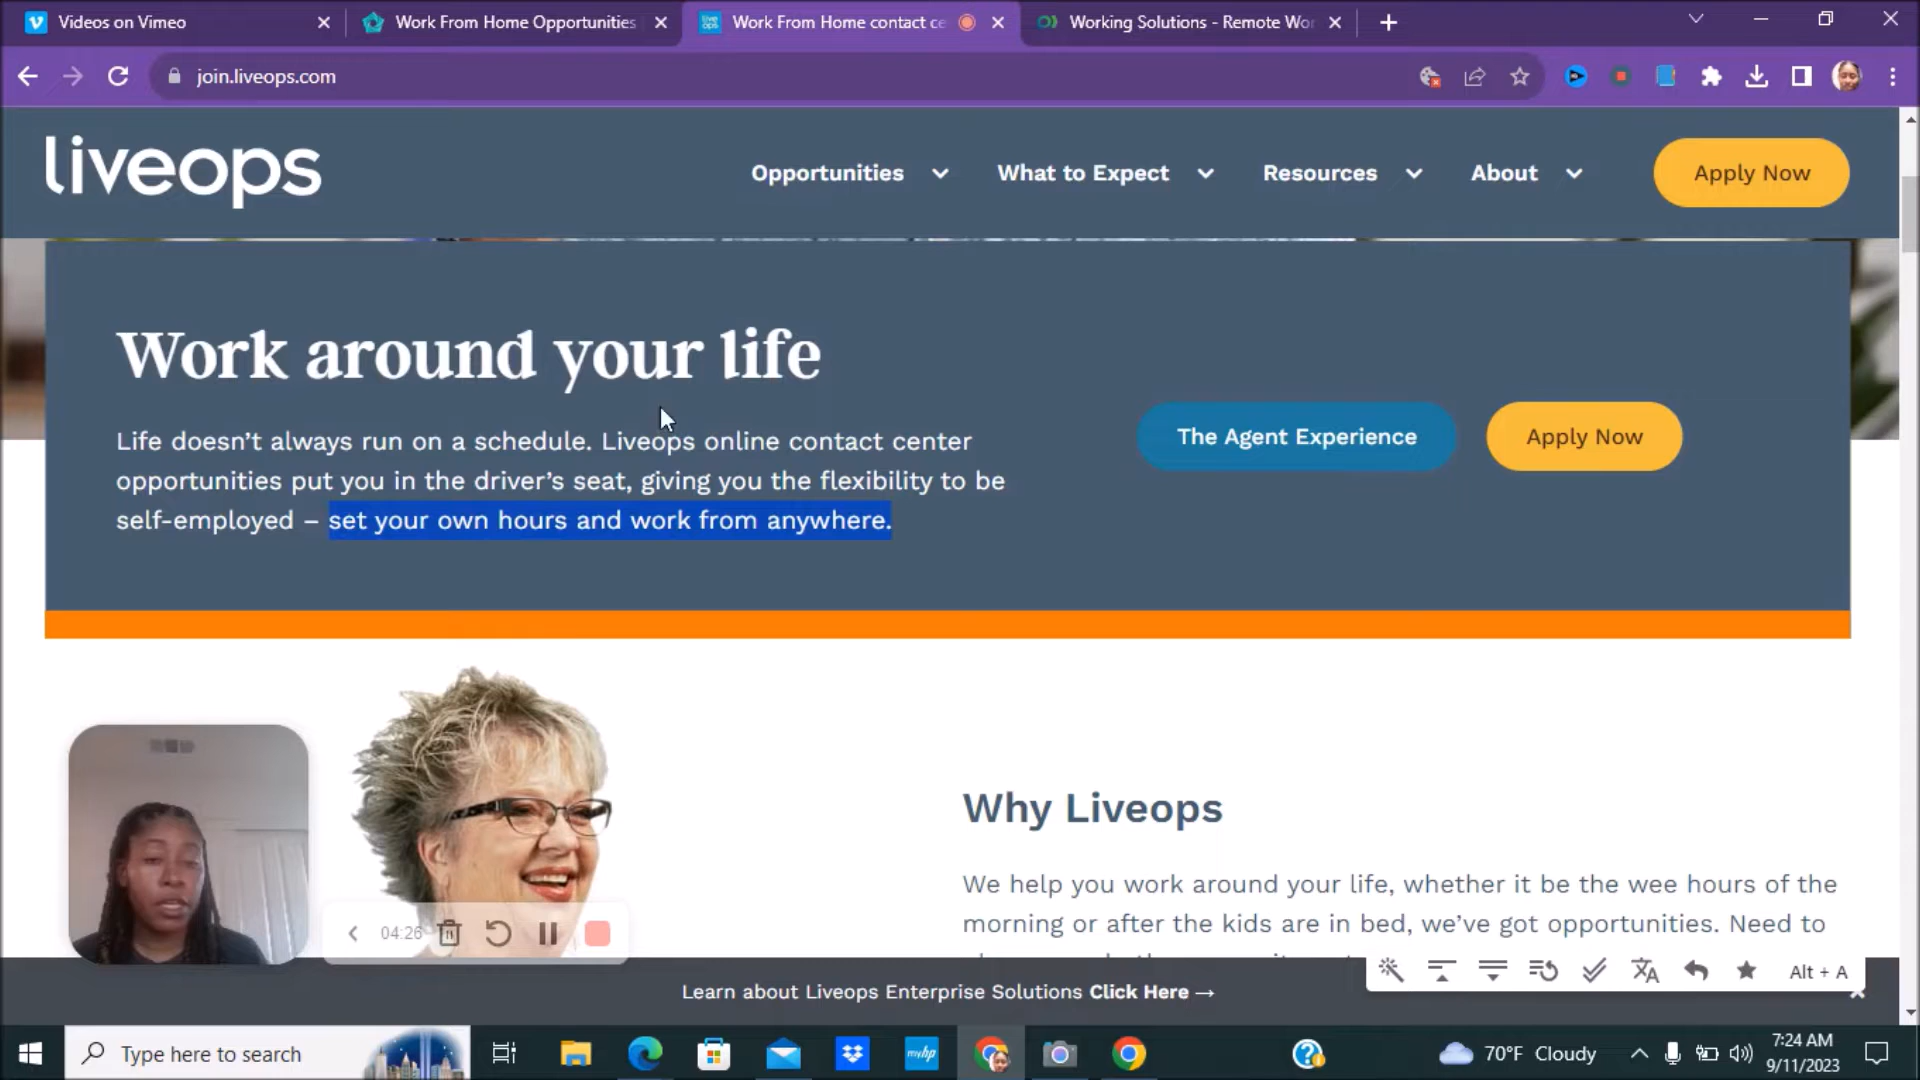 Videos on Vimeo
Work From Home Opportunities
Work From Home contact ce
Working Solutions - Remote Wor
join.liveops.com
liveops
Opportunities
What to Expect
Resources
About
Apply Now
Work around your life
Life doesn't always run on a schedule. Liveops online contact center
opportunities put you in the driver's seat, giving you the flexibility to be
self-employed – set your own hours and work from anywhere.
The Agent Experience
Apply Now
Why Liveops
We help you work around your life, whether it be the wee hours of the
morning or after the kids are in bed, we've got opportunities. Need to
04:26
Alt + A
Learn about Liveops Enterprise Solutions Click Here →
Type here to search
myhp
70°F Cloudy
7:24 AM
9/11/2023